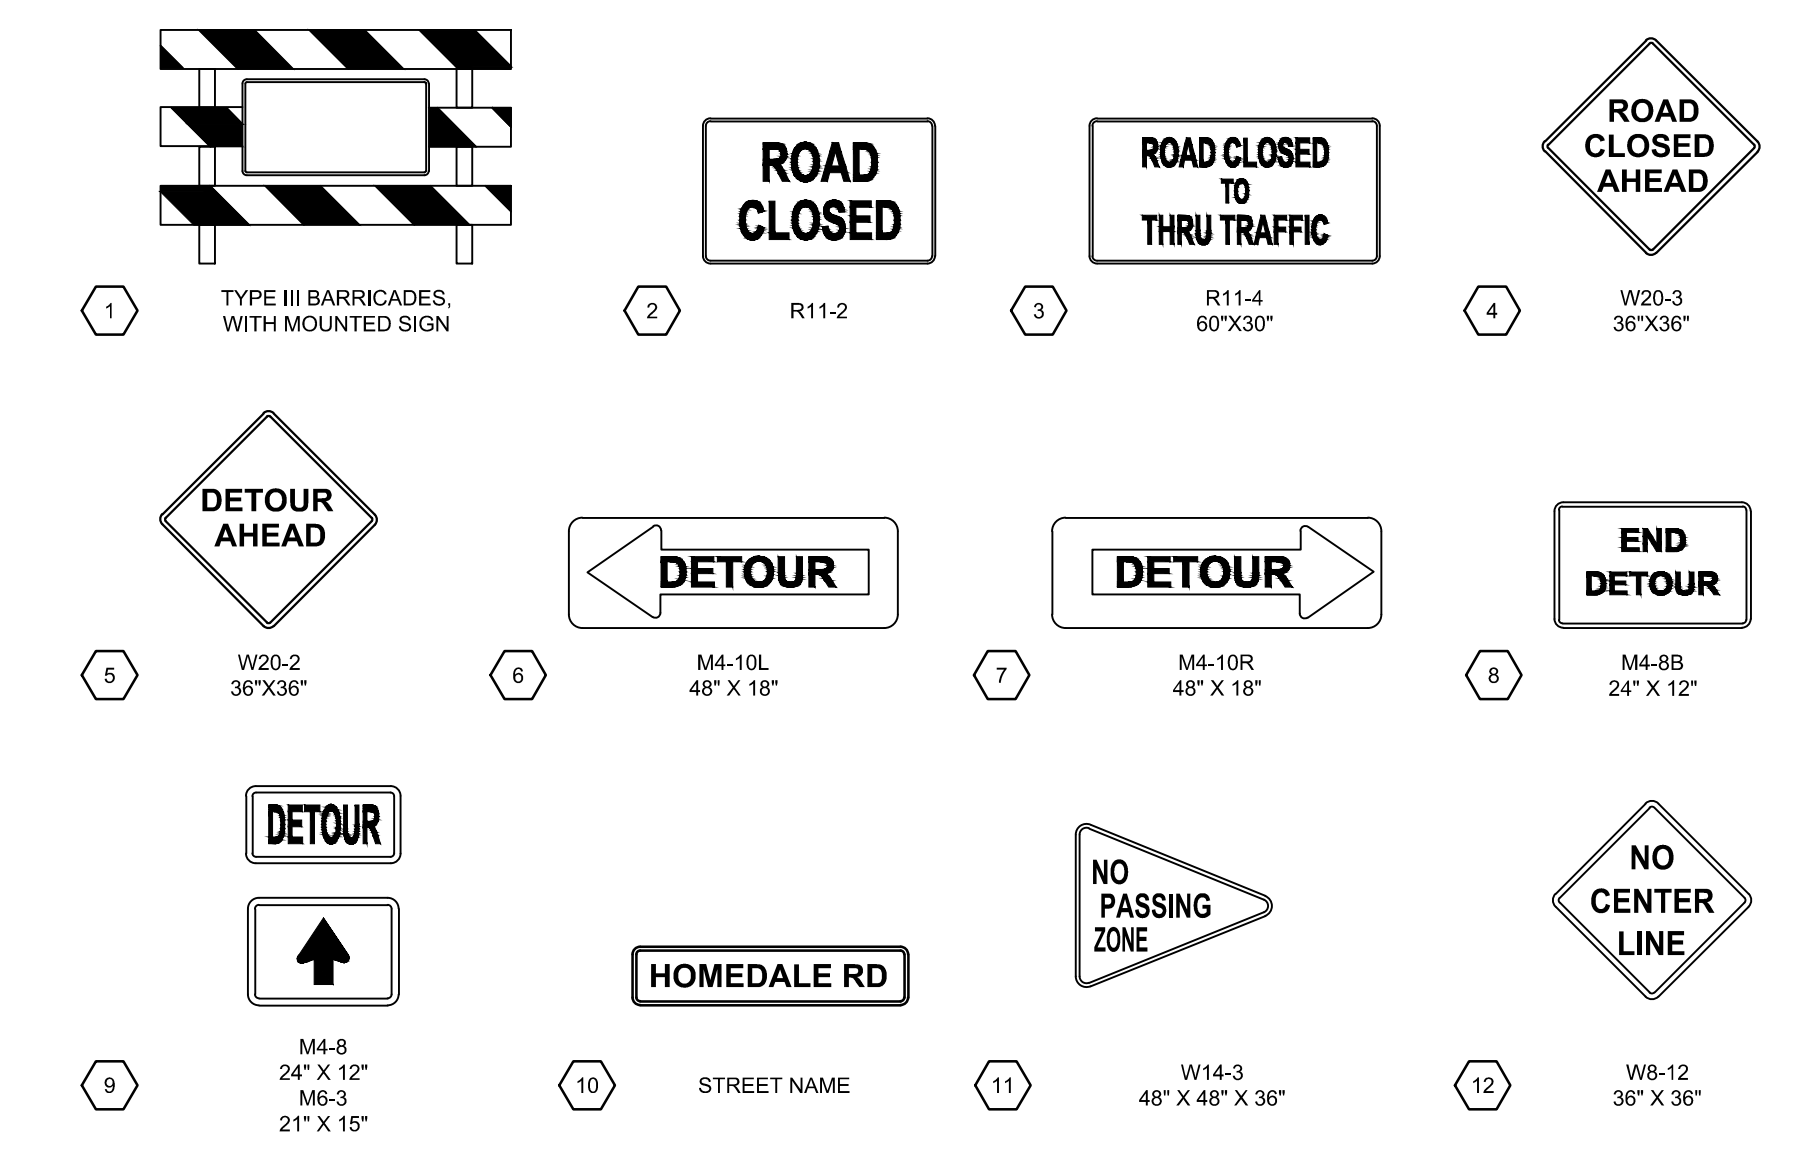 ROAD
CLOSED
ROAD CLOSED
TO
THRU TRAFFIC
ROAD
CLOSED
AHEAD
1
TYPE III BARRICADES,
WITH MOUNTED SIGN
2
R11-2
3
R11-4
60"X30"
4
W20-3
36"X36"
DETOUR
AHEAD
DETOUR
DETOUR
END
DETOUR
5
W20-2
36"X36"
6
M4-10L
48" X 18"
7
M4-10R
48" X 18"
8
M4-8B
24" X 12"
DETOUR
HOMEDALE RD
NO
PASSING
ZONE
NO
CENTER
LINE
9
M4-8
24" X 12"
M6-3
21" X 15"
10
STREET NAME
11
W14-3
48" X 48" X 36"
12
W8-12
36" X 36"